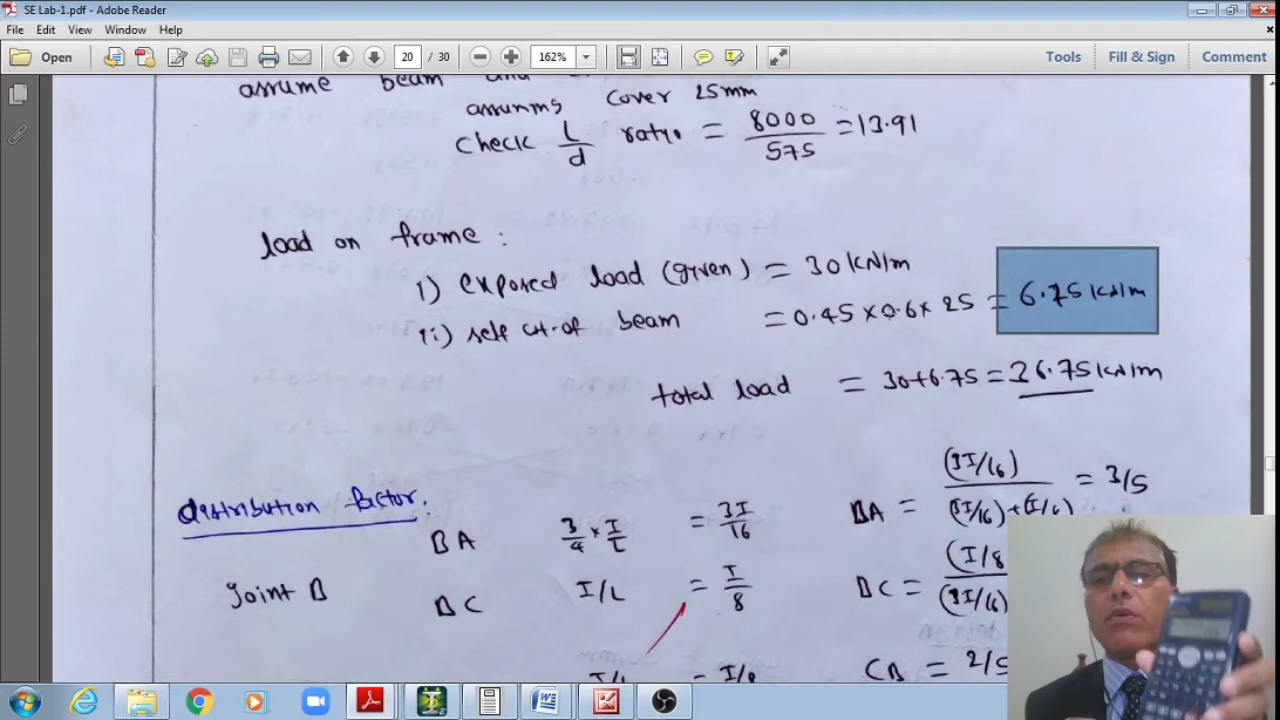 SE Lab-1.pdf - Adobe Reader
File Edit View Window Help
Open 20 / 30 162% Tools Fill & Sign Comment
assume beam and
assumms cover 25mm
check L/d ratio = 8000/575 = 13.91
load on frame :
i) exposed load (given) = 30 kN/m
ii) self wt. of beam = 0.45 x 0.6 x 25 = 6.75 kN/m
total load = 30+6.75 = 36.75 kN/m
distribution factor:
BA 3/4 x I/L = 3I/16 BA = (3I/16)/(3I/16)+(I/8) = 3/5
Joint B BC I/L = I/8 BC = (I/8 (3I/16)
I/L = I/8 CB = 2/5